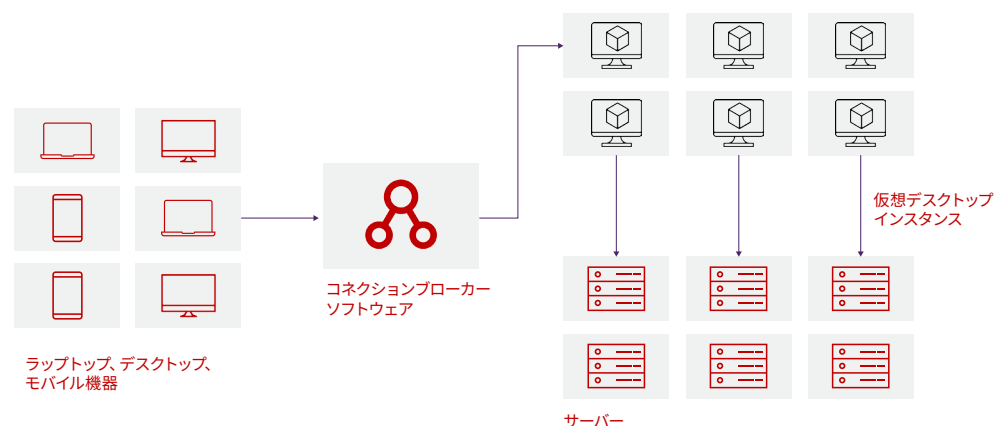 ラップトップ、デスクトップ、
モバイル機器
コネクションブローカー
ソフトウェア
仮想デスクトップ
インスタンス
サーバー